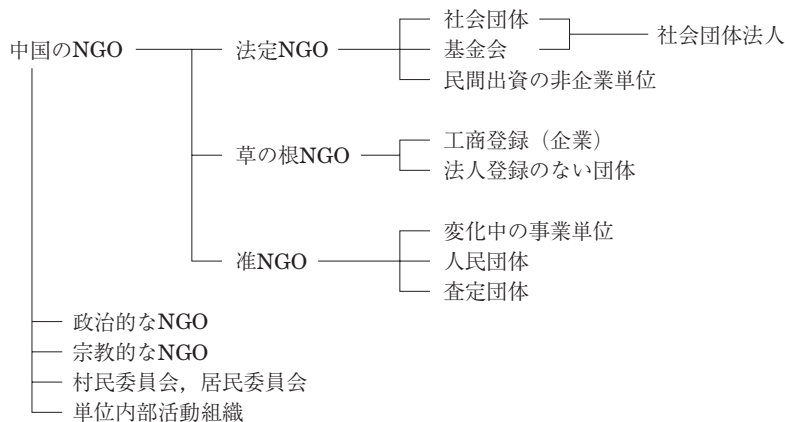 社会団体
中国のNGO 法定NGO 基金会 社会団体法人
民間出資の非企業単位
工商登録（企業）
草の根NGO
法人登録のない団体
変化中の事業単位
准NGO 人民団体
査定団体
政治的なNGO
宗教的なNGO
村民委員会，居民委員会
単位内部活動組織